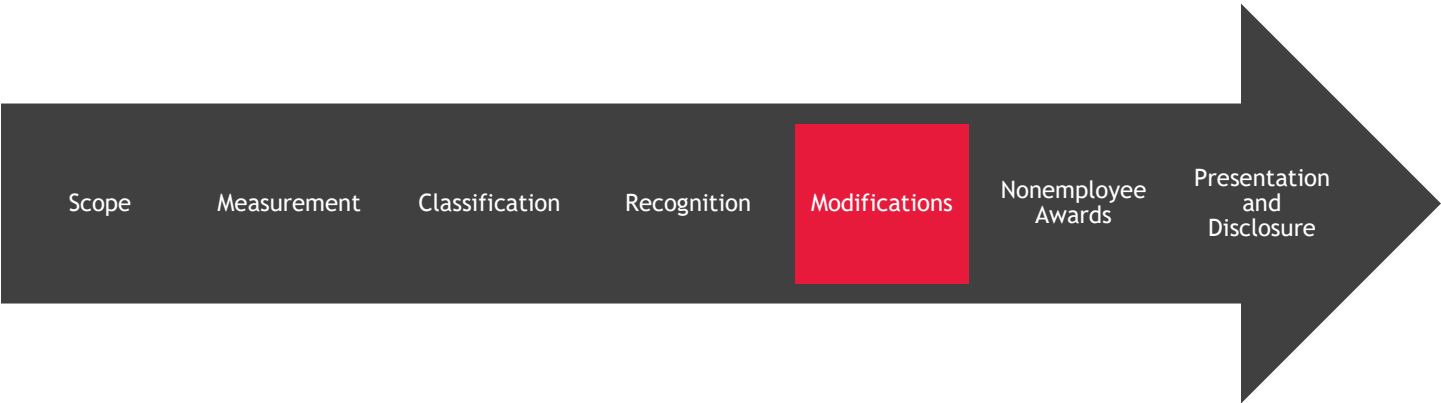 Scope
Measurement
Classification
Recognition
Modifications
Nonemployee
Awards
Presentation
and
Disclosure